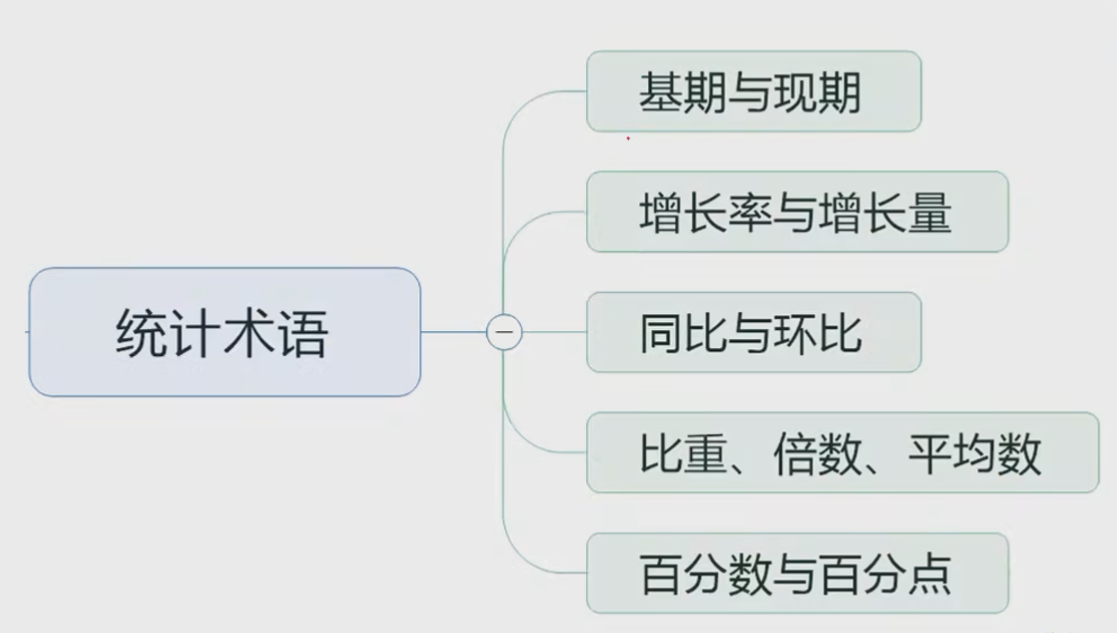 基期与现期
增长率与增长量
统计术语
同比与环比
比重、倍数、平均数
百分数与百分点